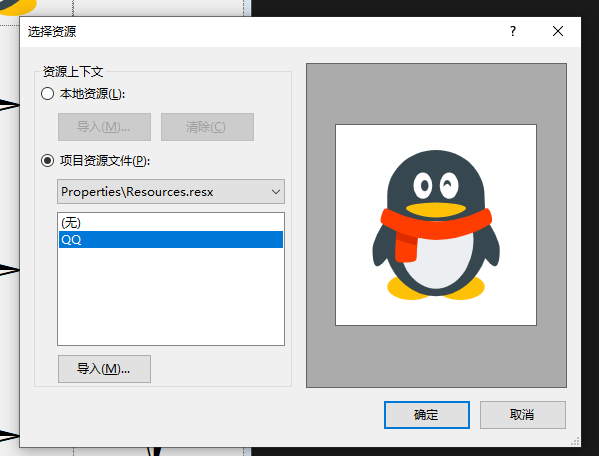 选择资源
?
资源上下文
本地资源(L):
导入(M)...
清除(C)
项目资源文件(P):
Properties\Resources.resx
(无)
QQ
导入(M)...
确定
取消